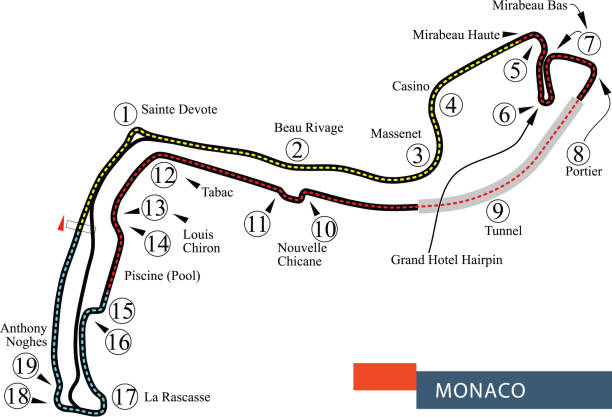 Mirabeau Bas
Mirabeau Haute
7
5
Casino
4
6
1
Sainte Devote
Beau Rivage
2
Massenet
3
8
Portier
12
Tabac
11
10
Nouvelle
Chicane
9
Tunnel
13
14
Louis
Chiron
Grand Hotel Hairpin
Piscine (Pool)
15
16
Anthony
Noghes
19
18
17
La Rascasse
MONACO